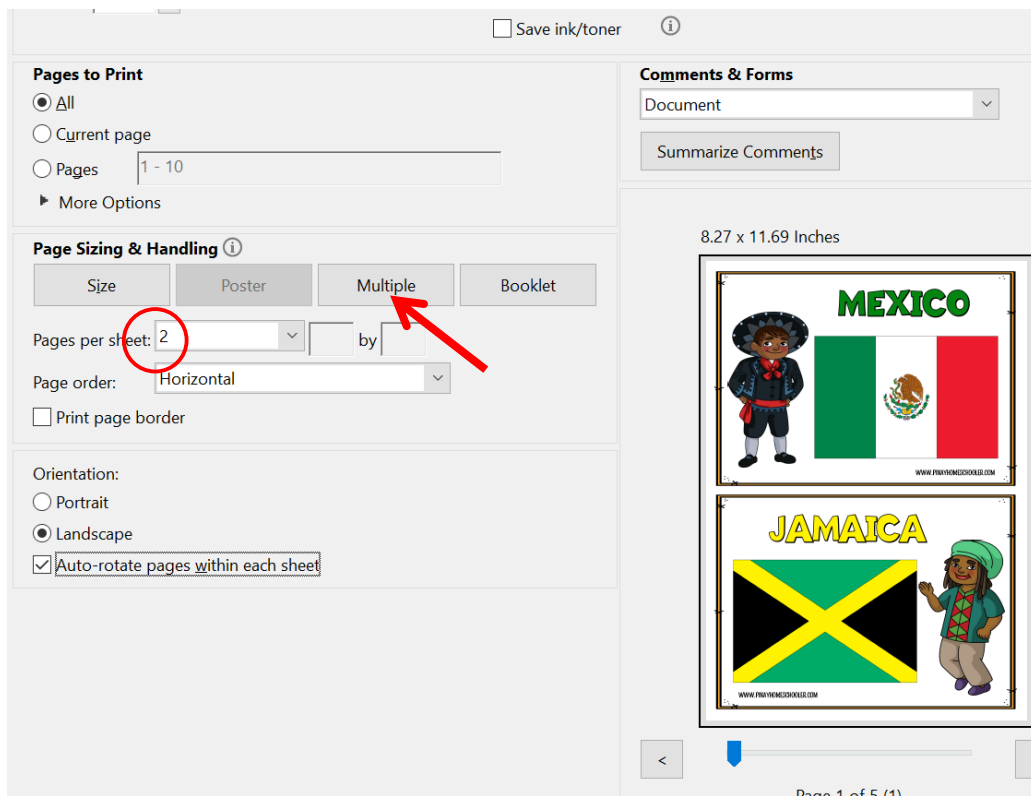 Save ink/toner
Pages to Print
All
Current page
Pages 1 - 10
More Options
Comments & Forms
Document
Summarize Comments
Page Sizing & Handling
Size Poster Multiple Booklet
Pages per sheet: 2 by
Page order: Horizontal
Print page border
Orientation:
Portrait
Landscape
Auto-rotate pages within each sheet
8.27 x 11.69 Inches
MEXICO
WWW.PINAYHOMESCHOOLER.COM
JAMAICA
WWW.PINAYHOMESCHOOLER.COM
<
Page 1 of 5 (1)